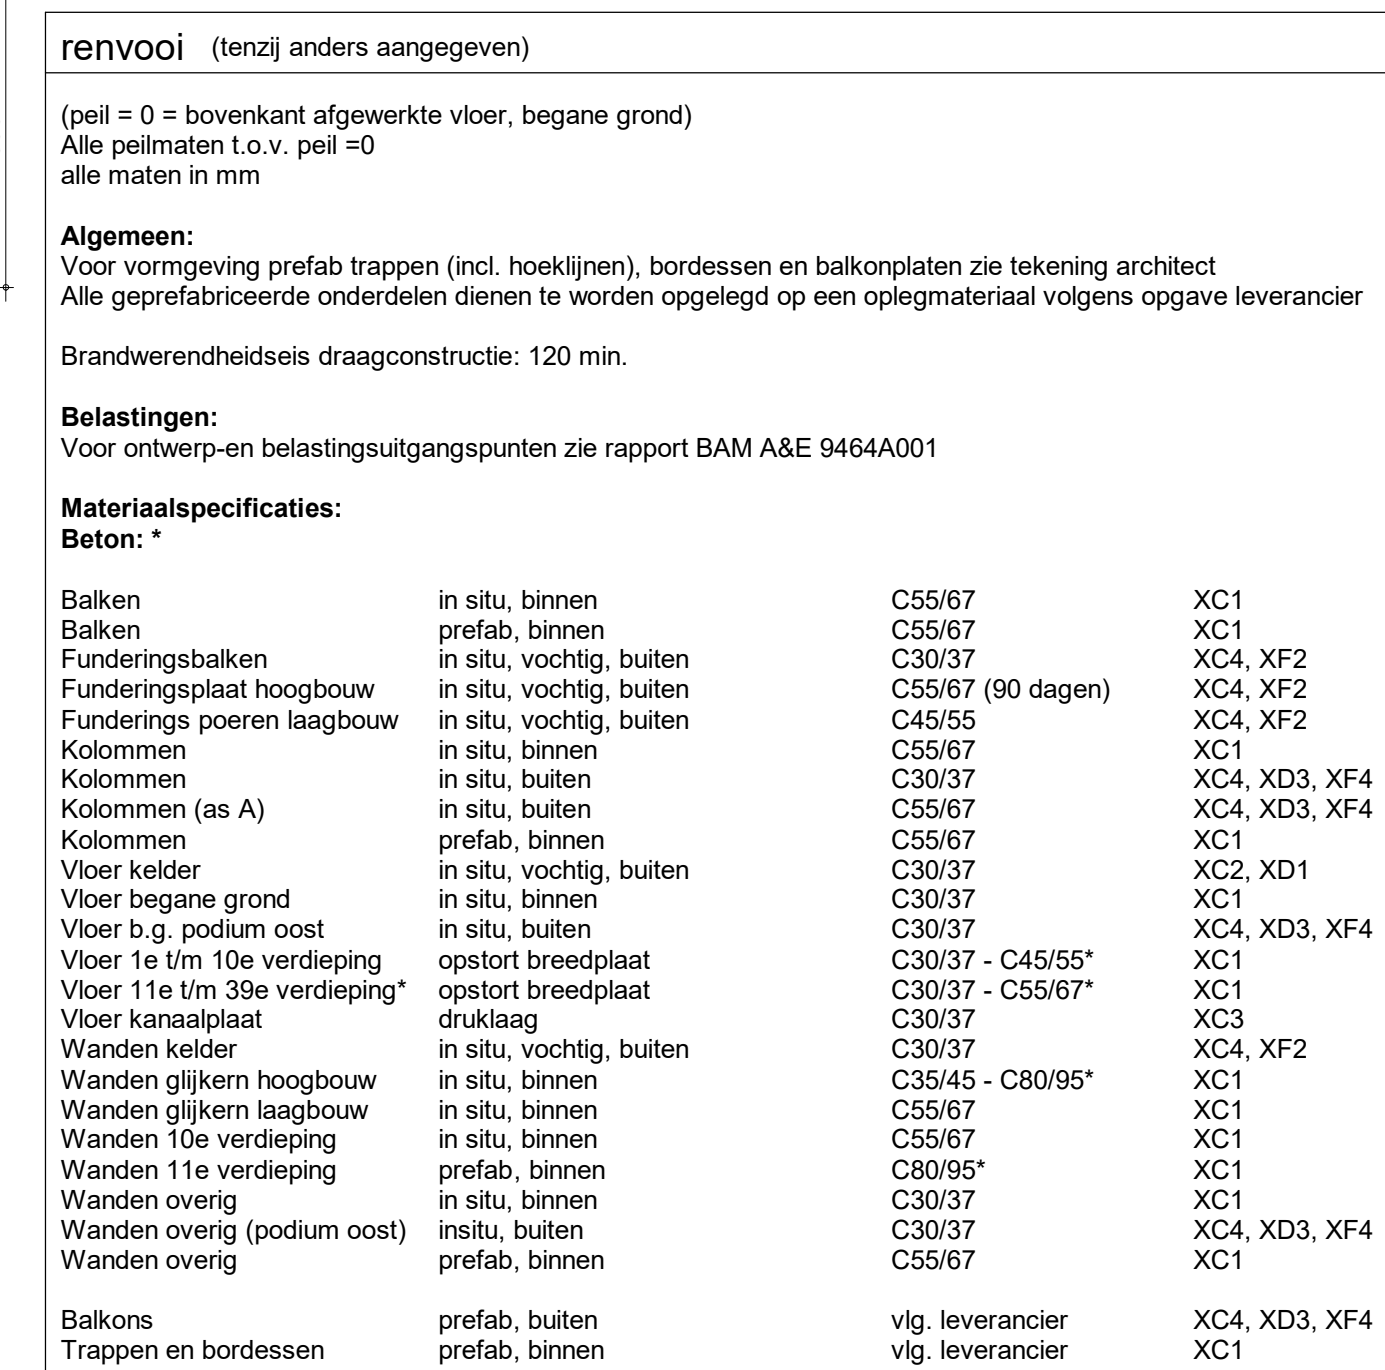 renvooi (tenzij anders aangegeven)
(peil = 0 = bovenkant afgewerkte vloer, begane grond)
Alle peilmaten t.o.v. peil =0
alle maten in mm
Algemeen:
Voor vormgeving prefab trappen (incl. hoeklijnen), bordessen en balkonplaten zie tekening architect
Alle geprefabriceerde onderdelen dienen te worden opgelegd op een oplegmateriaal volgens opgave leverancier
Brandwerendheidseis draagconstructie: 120 min.
Belastingen:
Voor ontwerp-en belastingsuitgangspunten zie rapport BAM A&E 9464A001
Materiaalspecificaties:
Beton: *
Balken in situ, binnen C55/67 XC1
Balken prefab, binnen C55/67 XC1
Funderingsbalken in situ, vochtig, buiten C30/37 XC4, XF2
Funderingsplaat hoogbouw in situ, vochtig, buiten C55/67 (90 dagen) XC4, XF2
Funderings poeren laagbouw in situ, vochtig, buiten C45/55 XC4, XF2
Kolommen in situ, binnen C55/67 XC1
Kolommen in situ, buiten C30/37 XC4, XD3, XF4
Kolommen (as A) in situ, buiten C55/67 XC4, XD3, XF4
Kolommen prefab, binnen C55/67 XC1
Vloer kelder in situ, vochtig, buiten C30/37 XC2, XD1
Vloer begane grond in situ, binnen C30/37 XC1
Vloer b.g. podium oost in situ, buiten C30/37 XC4, XD3, XF4
Vloer 1e t/m 10e verdieping opstort breedplaat C30/37 - C45/55* XC1
Vloer 11e t/m 39e verdieping* opstort breedplaat C30/37 - C55/67* XC1
Vloer kanaalplaat druklaag C30/37 XC3
Wanden kelder in situ, vochtig, buiten C30/37 XC4, XF2
Wanden glijkern hoogbouw in situ, binnen C35/45 - C80/95* XC1
Wanden glijkern laagbouw in situ, binnen C55/67 XC1
Wanden 10e verdieping in situ, binnen C55/67 XC1
Wanden 11e verdieping prefab, binnen C80/95* XC1
Wanden overig in situ, binnen C30/37 XC1
Wanden overig (podium oost) insitu, buiten C30/37 XC4, XD3, XF4
Wanden overig prefab, binnen C55/67 XC1
Balkons prefab, buiten vlg. leverancier XC4, XD3, XF4
Trappen en bordessen prefab, binnen vlg. leverancier XC1